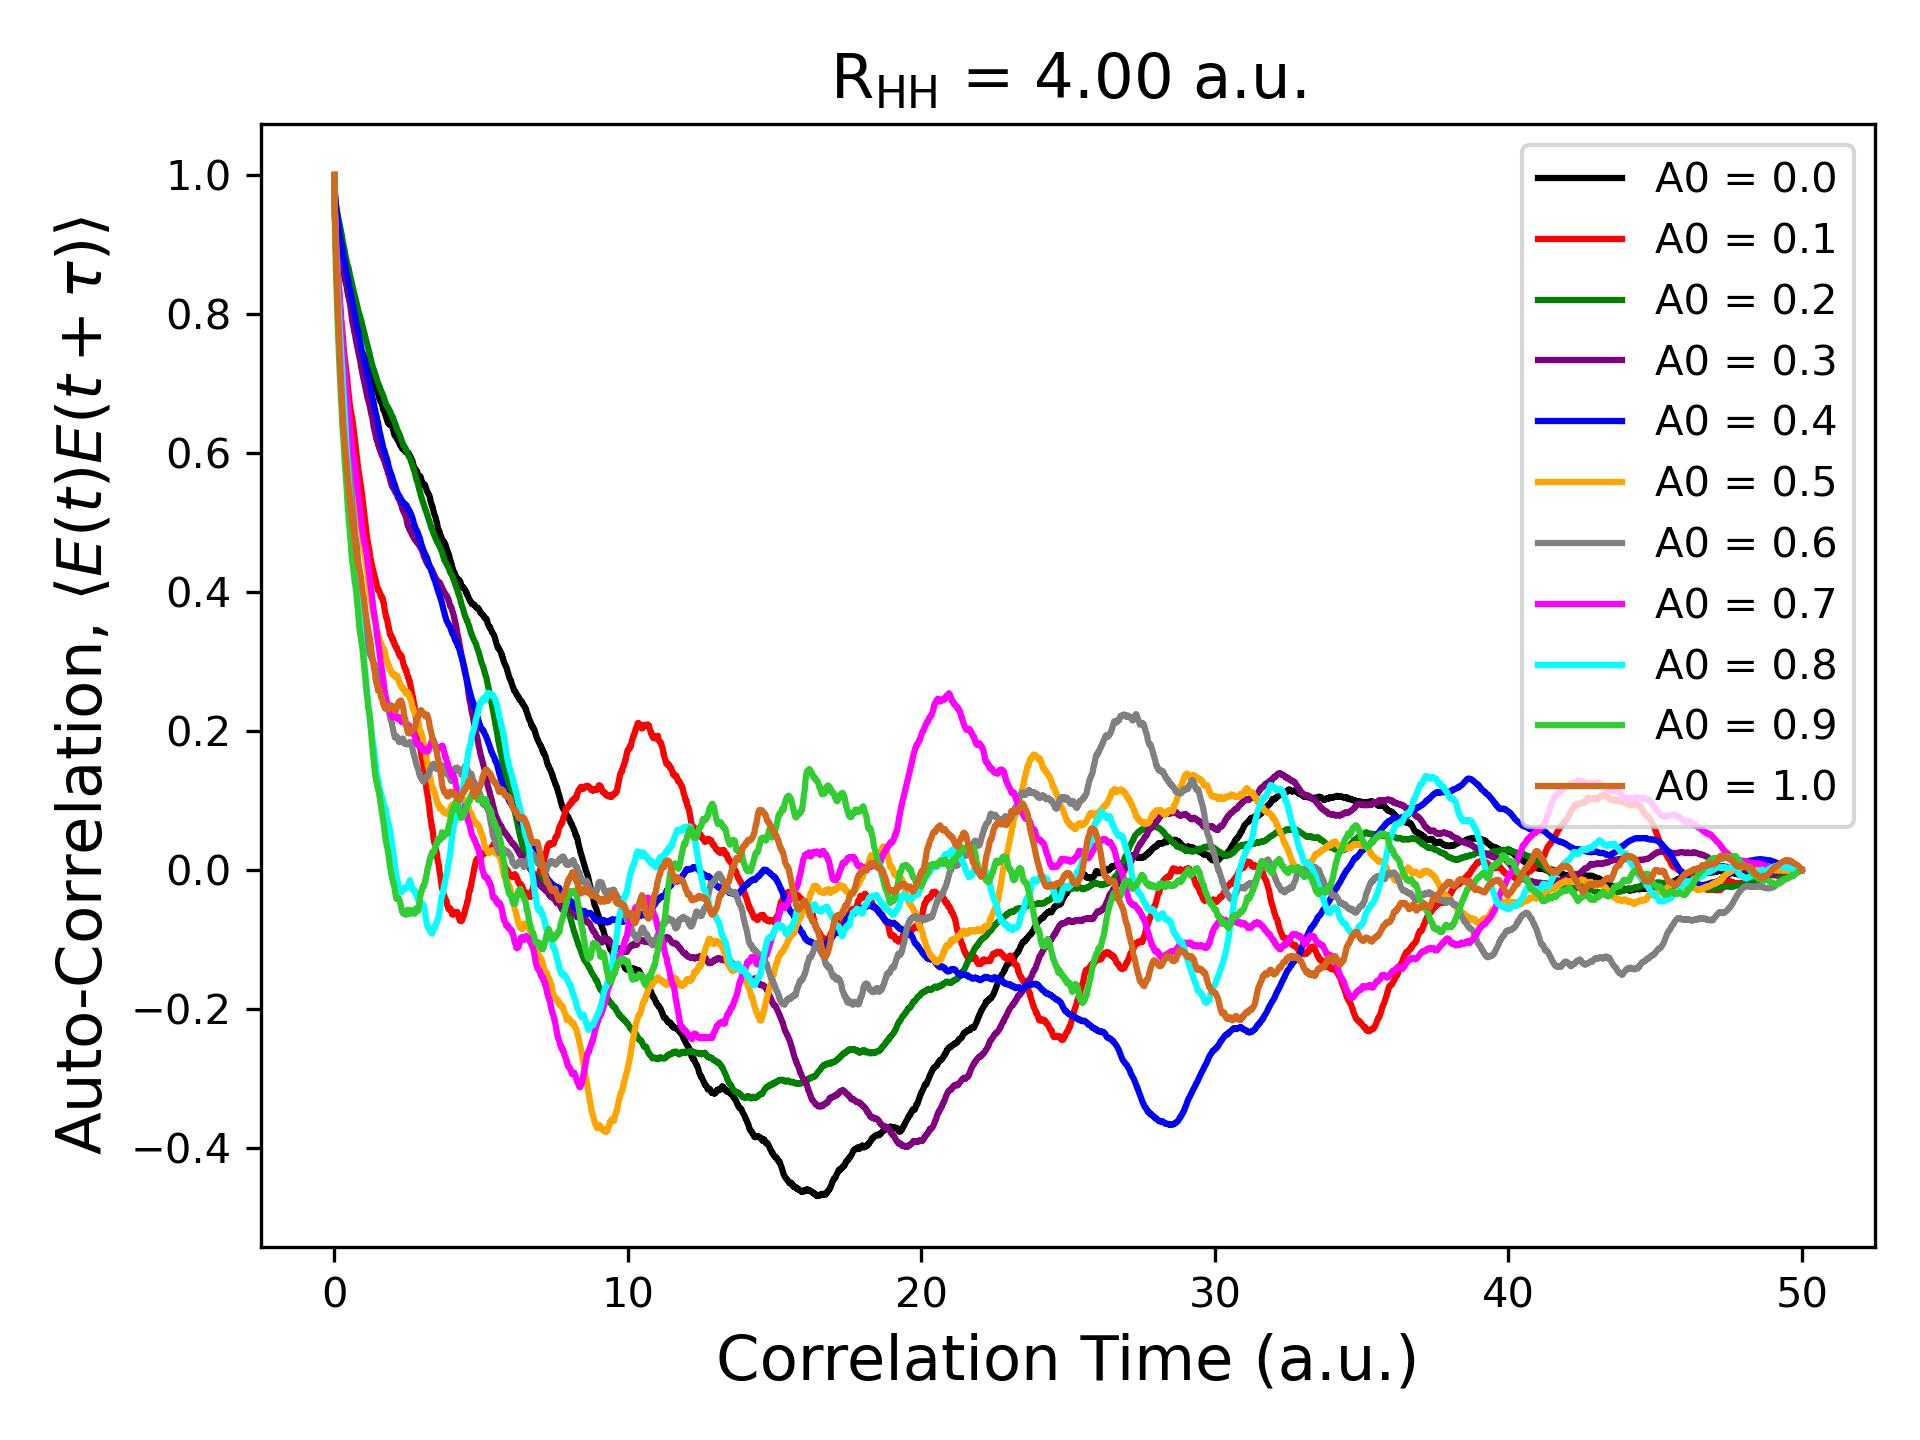 R_HH = 4.00 a.u.
Auto-Correlation, ⟨E(t)E(t + τ)⟩
1.0
0.8
0.6
0.4
0.2
0.0
−0.2
−0.4
A0 = 0.0
A0 = 0.1
A0 = 0.2
A0 = 0.3
A0 = 0.4
A0 = 0.5
A0 = 0.6
A0 = 0.7
A0 = 0.8
A0 = 0.9
A0 = 1.0
0 10 20 30 40 50
Correlation Time (a.u.)